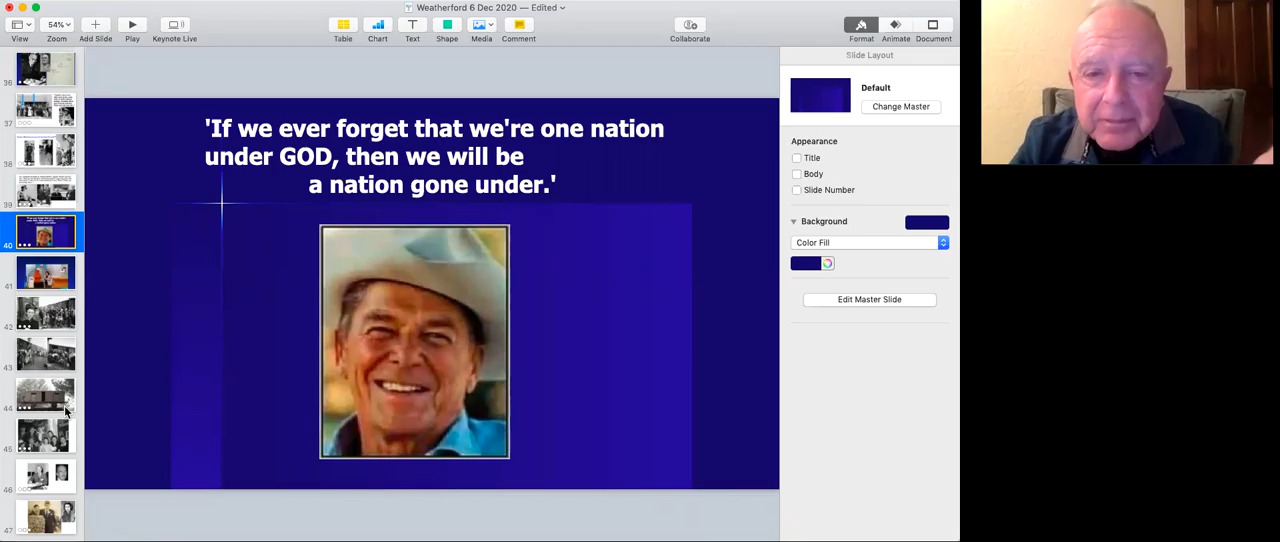 Weatherford 6 Dec 2020 — Edited
54%
View
Zoom
Add Slide
Play
Keynote Live
Table
Chart
Text
Shape
Media
Comment
Collaborate
Format
Animate
Document
36
37
38
39
40
41
42
43
44
45
46
47
'If we ever forget that we're one nation
under GOD, then we will be
a nation gone under.'
Slide Layout
Default
Change Master
Appearance
Title
Body
Slide Number
Background
Color Fill
Edit Master Slide